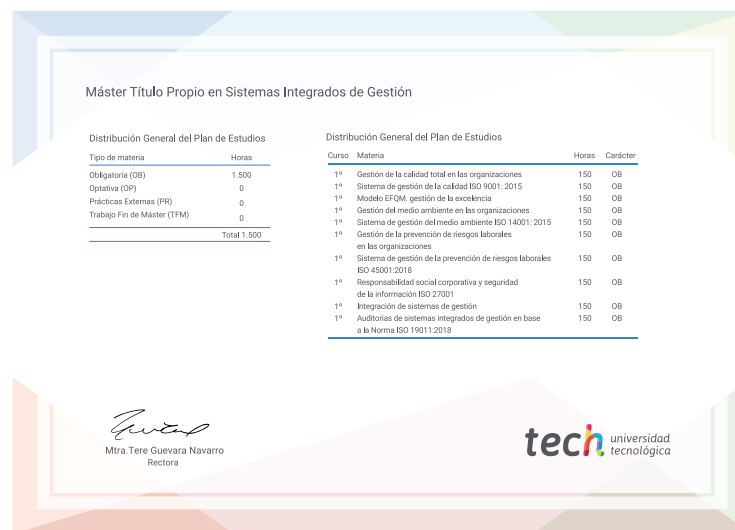 Máster Título Propio en Sistemas Integrados de Gestión
Distribución General del Plan de Estudios
Tipo de materia Horas
Obligatoria (OB) 1.500
Optativa (OP) 0
Prácticas Externas (PR) 0
Trabajo Fin de Máster (TFM) 0
Total 1.500
Distribución General del Plan de Estudios
Curso Materia Horas Carácter
1º Gestión de la calidad total en las organizaciones 150 OB
1º Sistema de gestión de la calidad ISO 9001: 2015 150 OB
1º Modelo EFQM. gestión de la excelencia 150 OB
1º Gestión del medio ambiente en las organizaciones 150 OB
1º Sistema de gestión del medio ambiente ISO 14001: 2015 150 OB
1º Gestión de la prevención de riesgos laborales 150 OB
en las organizaciones
1º Sistema de gestión de la prevención de riesgos laborales 150 OB
ISO 45001:2018
1º Responsabilidad social corporativa y seguridad 150 OB
de la información ISO 27001
1º Integración de sistemas de gestión 150 OB
1º Auditorias de sistemas integrados de gestión en base 150 OB
a la Norma ISO 19011:2018
Mtra.Tere Guevara Navarro
Rectora
tech universidad
tecnológica